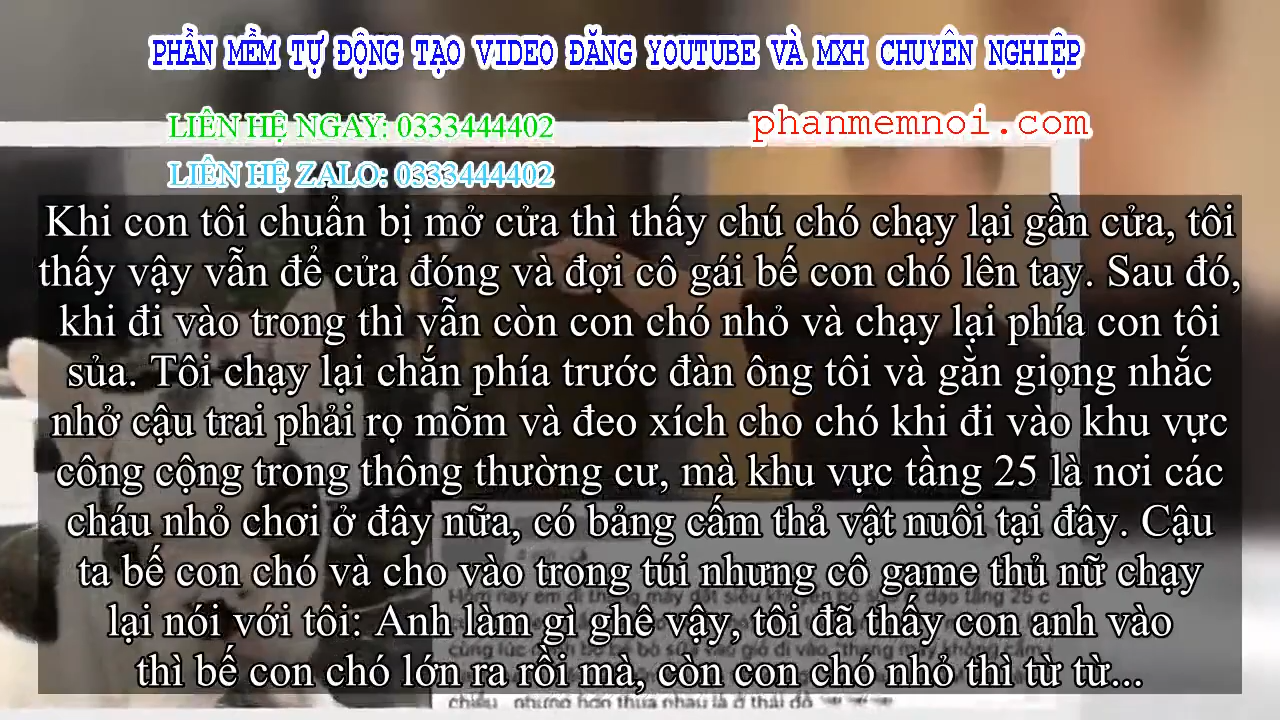 PHẦN MỀM TỰ ĐỘNG TẠO VIDEO ĐĂNG YOUTUBE VÀ MXH CHUYÊN NGHIỆP
LIÊN HỆ NGAY: 0333444402
phanmemnoi.com
LIÊN HỆ ZALO: 0333444402
Khi con tôi chuẩn bị mở cửa thì thấy chú chó chạy lại gần cửa, tôi
thấy vậy vẫn để cửa đóng và đợi cô gái bế con chó lên tay. Sau đó,
khi đi vào trong thì vẫn còn con chó nhỏ và chạy lại phía con tôi
sủa. Tôi chạy lại chắn phía trước đàn ông tôi và gằn giọng nhắc
nhở cậu trai phải rọ mõm và đeo xích cho chó khi đi vào khu vực
công cộng trong thông thường cư, mà khu vực tầng 25 là nơi các
cháu nhỏ chơi ở đây nữa, có bảng cấm thả vật nuôi tại đây. Cậu
ta bế con chó và cho vào trong túi nhưng cô game thủ nữ chạy
lại nói với tôi: Anh làm gì ghê vậy, tôi đã thấy con anh vào
thì bế con chó lớn ra rồi mà, còn con chó nhỏ thì từ từ...